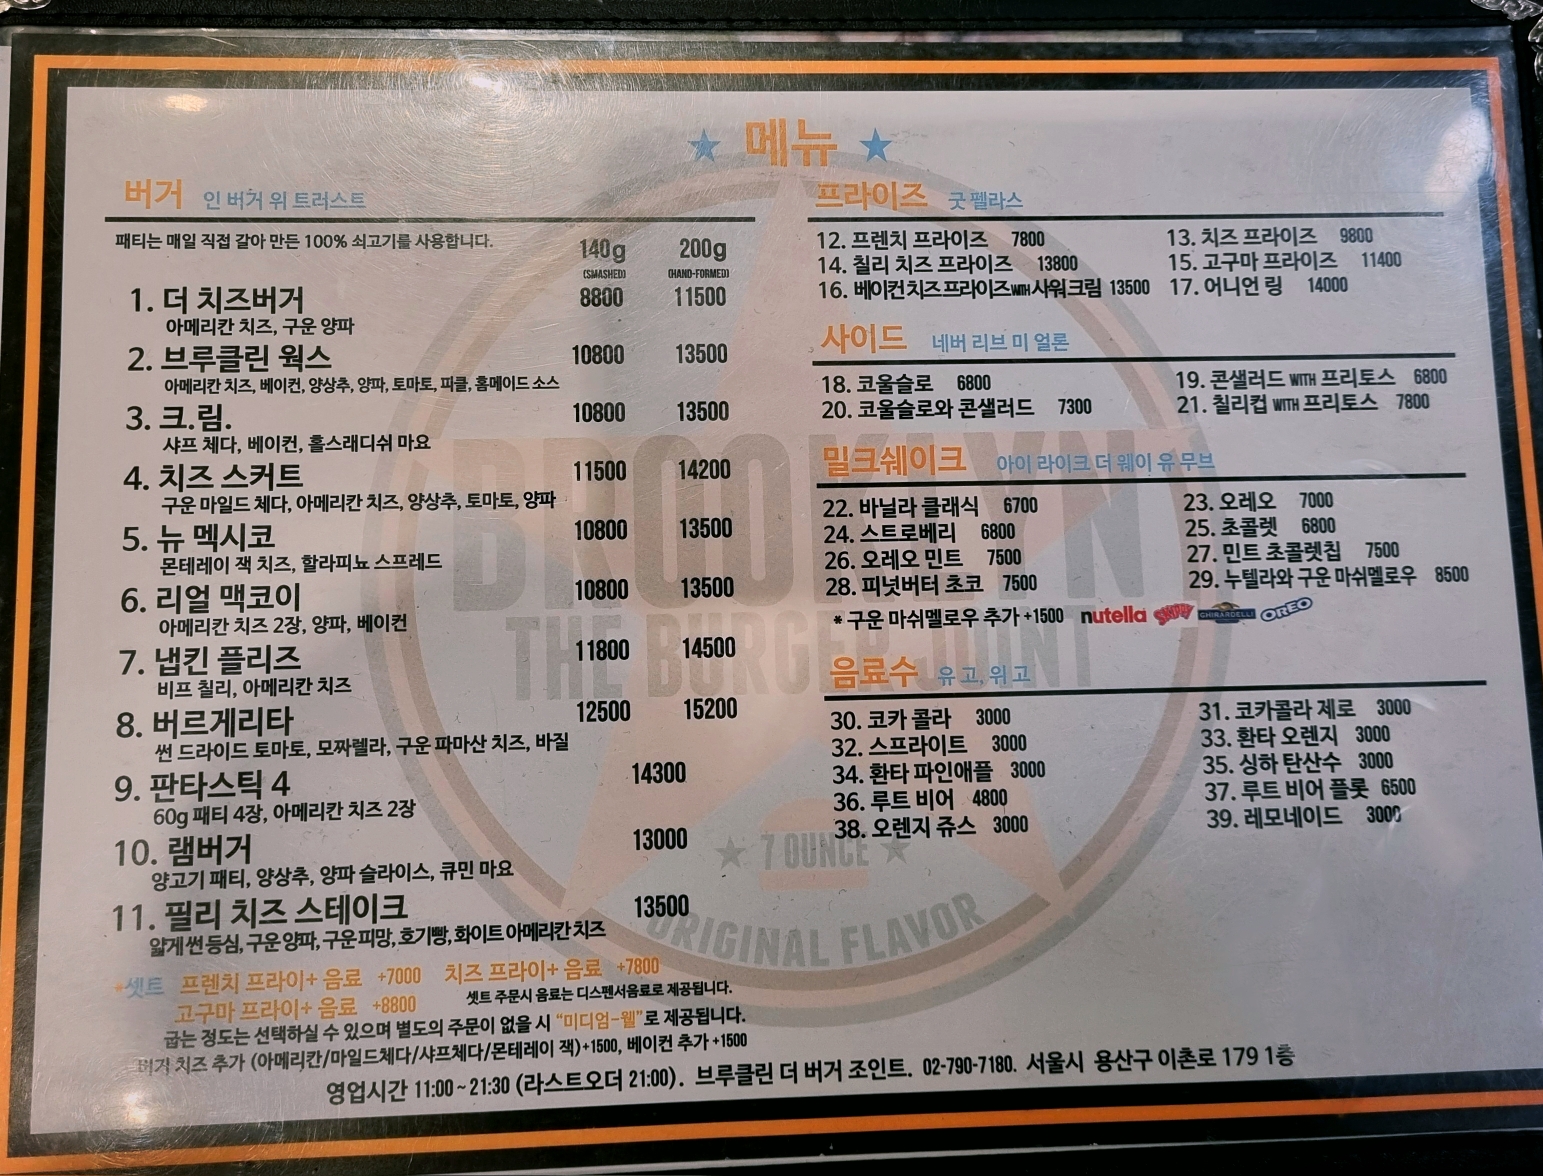 메뉴
버거 인 버거 위 트러스트
패티는 매일 직접 갈아 만든 100% 쇠고기를 사용합니다.
140g 200g
(SMASHED) (HAND-FORMED)
1. 더 치즈버거 8800 11500
아메리칸 치즈, 구운 양파
2. 브루클린 웍스 10800 13500
아메리칸 치즈, 베이컨, 양상추, 양파, 토마토, 피클, 홈메이드 소스
3. 크.림. 10800 13500
샤프 체다, 베이컨, 홀스래디쉬 마요
4. 치즈 스커트 11500 14200
구운 마일드 체다, 아메리칸 치즈, 양상추, 토마토, 양파
5. 뉴 멕시코 10800 13500
몬테레이 잭 치즈, 할라피뇨 스프레드
6. 리얼 맥코이 10800 13500
아메리칸 치즈 2장, 양파, 베이컨
7. 냅킨 플리즈 11800 14500
비프 칠리, 아메리칸 치즈
8. 버르게리타 12500 15200
썬 드라이드 토마토, 모짜렐라, 구운 파마산 치즈, 바질
9. 판타스틱 4 14300
60g 패티 4장, 아메리칸 치즈 2장
10. 램버거 13000
양고기 패티, 양상추, 양파 슬라이스, 큐민 마요
11. 필리 치즈 스테이크 13500
얇게 썬 등심, 구운 양파, 구운 피망, 호기빵, 화이트 아메리칸 치즈
*셋트 프렌치 프라이+ 음료 +7000 치즈 프라이+ 음료 +7800
고구마 프라이+ 음료 +8800 셋트 주문시 음료는 디스펜서음료로 제공됩니다.
굽는 정도는 선택하실 수 있으며 별도의 주문이 없을 시 "미디엄-웰"로 제공됩니다.
버거 치즈 추가 (아메리칸/마일드체다/샤프체다/몬테레이 잭)+1500, 베이컨 추가 +1500
프라이즈 굿 펠라스
12. 프렌치 프라이즈 7800 13. 치즈 프라이즈 9800
14. 칠리 치즈 프라이즈 13800 15. 고구마 프라이즈 11400
16. 베이컨 치즈 프라이즈 WITH 사워크림 13500 17. 어니언 링 14000
사이드 네버 리브 미 얼론
18. 코울슬로 6800 19. 콘샐러드 WITH 프리토스 6800
20. 코울슬로와 콘샐러드 7300 21. 칠리컵 WITH 프리토스 7800
밀크쉐이크 아이 라이크 더 웨이 유 무브
22. 바닐라 클래식 6700 23. 오레오 7000
24. 스트로베리 6800 25. 초콜렛 6800
26. 오레오 민트 7500 27. 민트 초콜렛칩 7500
28. 피넛버터 초코 7500 29. 누텔라와 구운 마쉬멜로우 8500
* 구운 마쉬멜로우 추가 +1500 nutella SKIPPY GHIRARDELLI OREO
음료수 유 고, 위 고
30. 코카 콜라 3000 31. 코카콜라 제로 3000
32. 스프라이트 3000 33. 환타 오렌지 3000
34. 환타 파인애플 3000 35. 싱하 탄산수 3000
36. 루트 비어 4800 37. 루트 비어 플롯 6500
38. 오렌지 쥬스 3000 39. 레모네이드 3000
BROOKLYN
THE BURGER JOINT
7 OUNCE
ORIGINAL FLAVOR
영업시간 11:00 ~ 21:30 (라스트오더 21:00). 브루클린 더 버거 조인트. 02-790-7180. 서울시 용산구 이촌로 179 1층